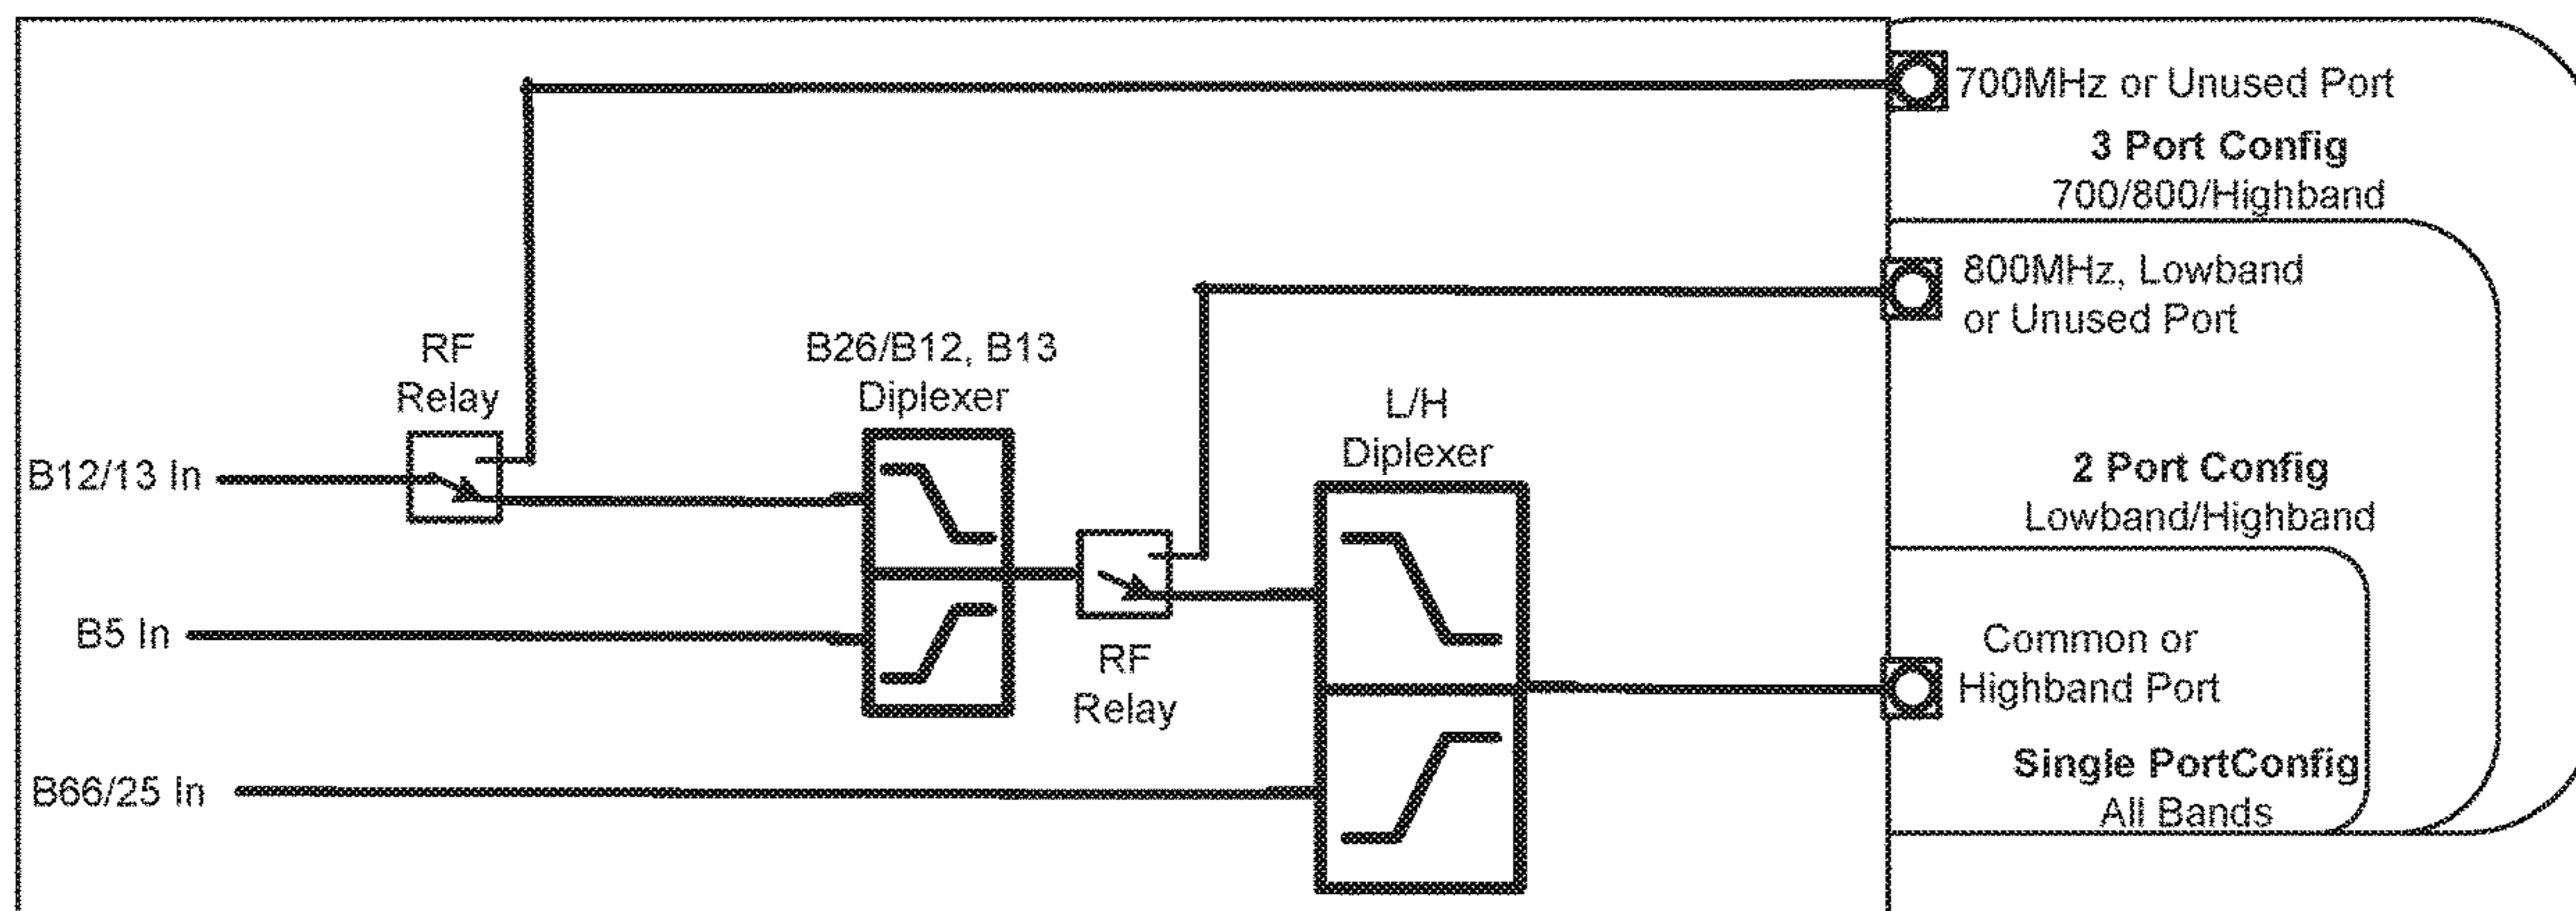 700MHz or Unused Port
3 Port Config
700/800/Highband
800MHz, Lowband
or Unused Port
RF
Relay
B26/B12, B13
Diplexer
L/H
Diplexer
B12/13 In
2 Port Config
Lowband/Highband
B5 In
RF
Relay
Common or
Highband Port
B66/25 In
Single PortConfig
All Bands